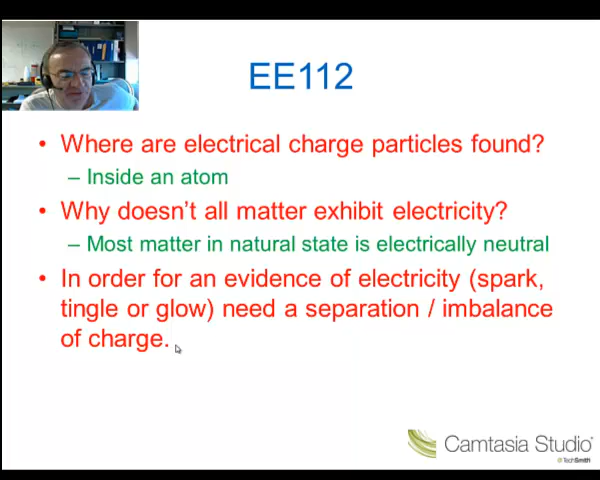 EE112
• Where are electrical charge particles found?
– Inside an atom
• Why doesn't all matter exhibit electricity?
– Most matter in natural state is electrically neutral
• In order for an evidence of electricity (spark,
tingle or glow) need a separation / imbalance
of charge.
Camtasia Studio
TechSmith